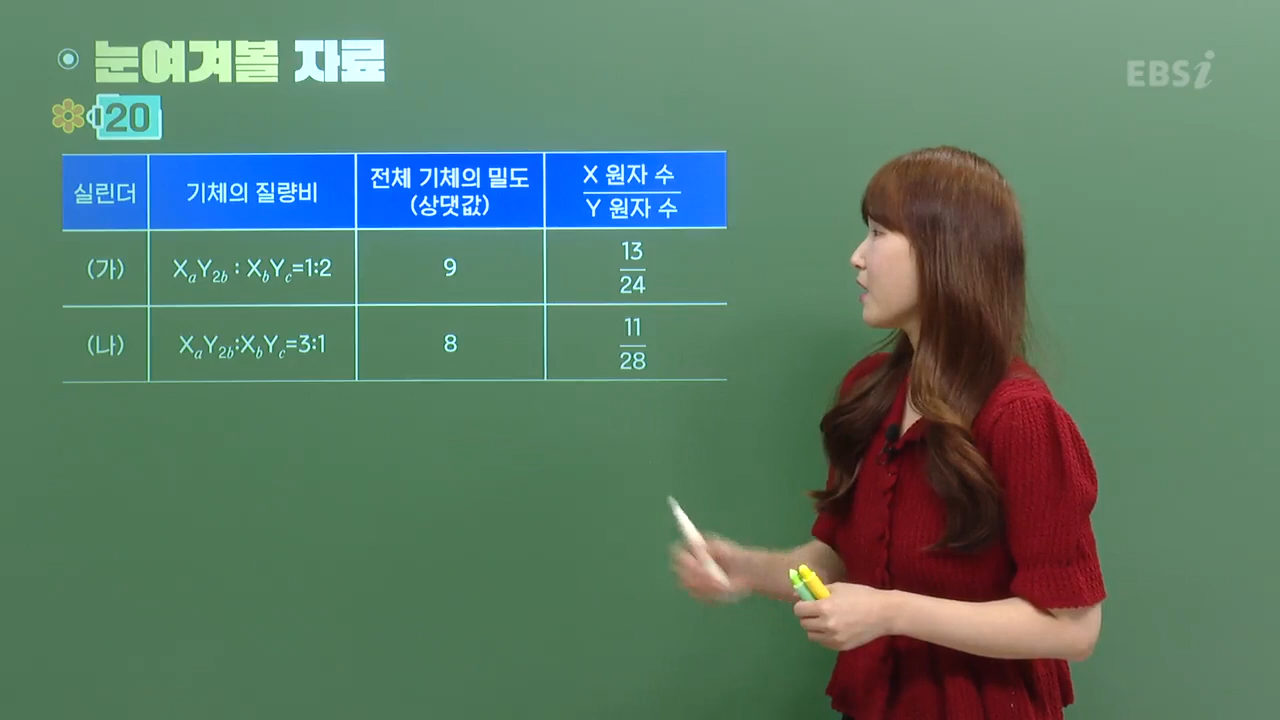 눈여겨볼 자료
EBSi
20
실린더 기체의 질량비 전체 기체의 밀도 (상댓값) X 원자 수 / Y 원자 수
(가) XₐY₂b : XbYc=1:2 9 13/24
(나) XₐY₂b:XbYc=3:1 8 11/28